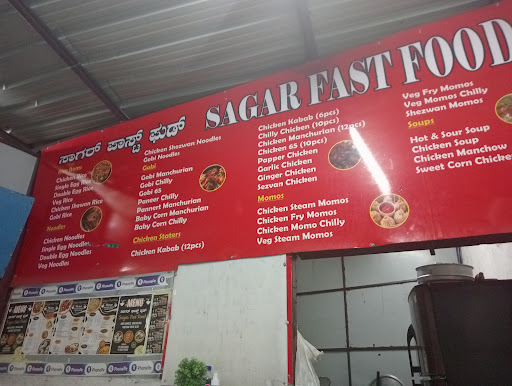 ಸಾಗರ್ ಪಾಸ್ಟ್ ಫುಡ್
SAGAR FAST FOOD
Chicken Rice
Single Egg Rice
Double Egg Rice
Veg Rice
Chicken Shezwan Rice
Gobi Rice
Noodles
Chicken Noodles
Single Egg Noodles
Double Egg Noodles
Veg Noodles
Chicken Shezwan Noodles
Gobi Noodles
Gobi
Gobi Manchurian
Gobi Chilly
Gobi 65
Paneer Chilly
Pannert Manchurian
Baby Corn Manchurian
Baby Corn Chilly
Chicken Staters
Chicken Kabab (12pcs)
Chicken Kabab (6pcs)
Chilly Chicken (10pcs)
Chicken Manchurian (12pcs)
Chicken 65 (10pcs)
Papper Chicken
Garlic Chicken
Ginger Chicken
Sezvan Chicken
Momos
Chicken Steam Momos
Chicken Fry Momos
Chicken Momo Chilly
Veg Steam Momos
Veg Fry Momos
Veg Momos Chilly
Shezwan Momos
Soups
Hot & Sour Soup
Chicken Soup
Chicken Manchow
Sweet Corn Chicken
MENU
MENU